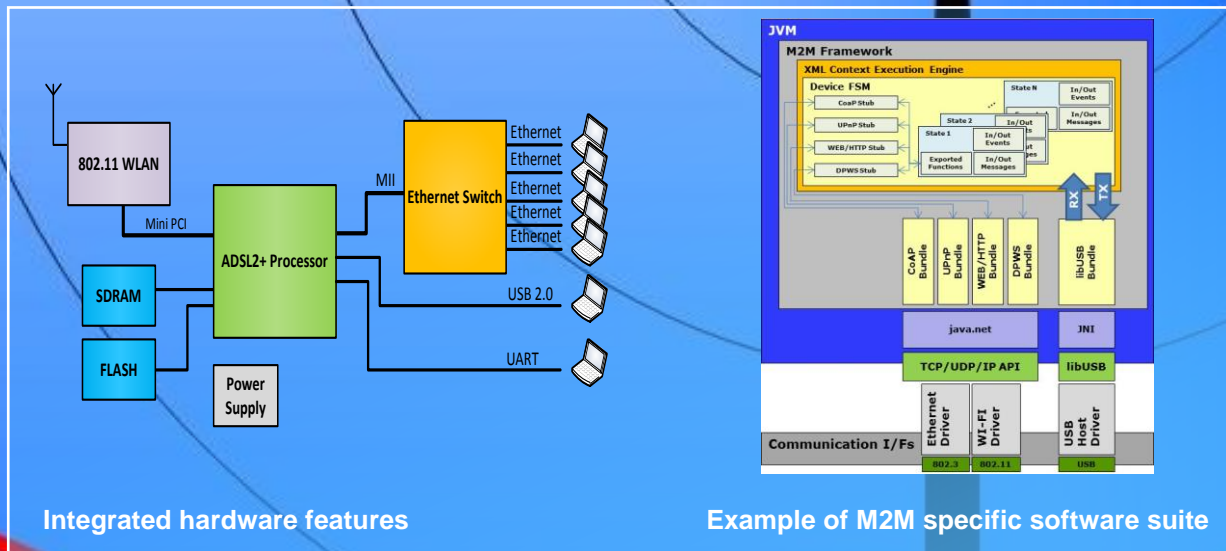 802.11 WLAN
Mini PCI
SDRAM
FLASH
ADSL2+ Processor
Power
Supply
MII
Ethernet Switch
Ethernet
Ethernet
Ethernet
Ethernet
Ethernet
USB 2.0
UART
Integrated hardware features
JVM
M2M Framework
XML Context Execution Engine
Device FSM
CoaP Stub
UPnP Stub
WEB/HTTP Stub
DPWS Stub
State N
In/Out
Events
In/Out
Messages
...
State 2
In/Out
State 1
In/Out
Events
Exported
Functions
In/Out
Messages
RX
TX
CoAP
Bundle
UPnP
Bundle
WEB/HTTP
Bundle
DPWS
Bundle
libUSB
Bundle
java.net
JNI
TCP/UDP/IP API
libUSB
Ethernet
Driver
WI-FI
Driver
USB
Host
Driver
Communication I/Fs
802.3
802.11
USB
Example of M2M specific software suite